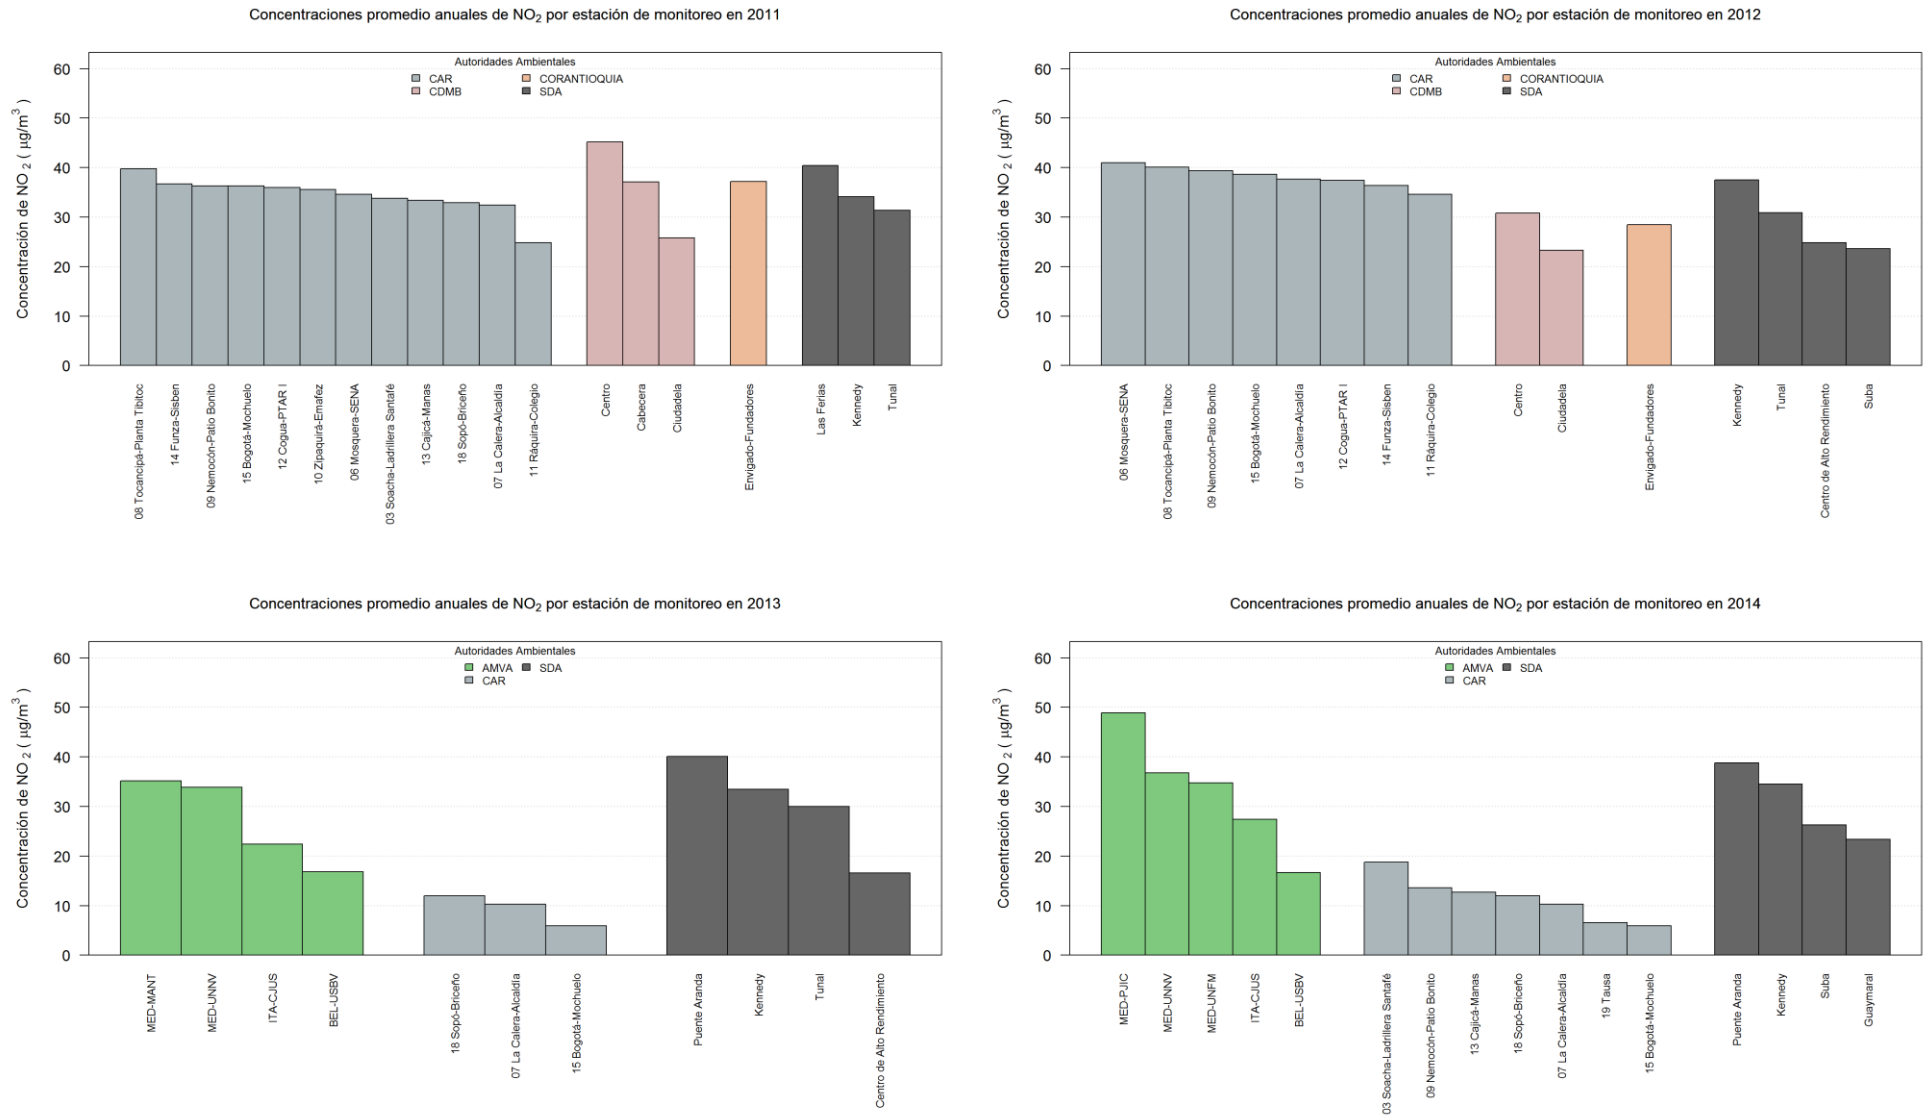 Concentraciones promedio anuales de NO2 por estación de monitoreo en 2011
Autoridades Ambientales
CAR
CDMB
CORANTIOQUIA
SDA
Concentración de NO 2 ( µg/m3 )
60
50
40
30
20
10
0
08 Tocancipá-Planta Tibitoc
14 Funza-Sisben
09 Nemocón-Patio Bonito
15 Bogotá-Mochuelo
12 Cogua-PTAR I
10 Zipaquirá-Emafez
06 Mosquera-SENA
03 Soacha-Ladrillera Santafé
13 Cajicá-Manas
18 Sopó-Briceño
07 La Calera-Alcaldía
11 Ráquira-Colegio
Centro
Cabecera
Ciudadela
Envigado-Fundadores
Las Ferias
Kennedy
Tunal
Concentraciones promedio anuales de NO2 por estación de monitoreo en 2012
Autoridades Ambientales
CAR
CDMB
CORANTIOQUIA
SDA
Concentración de NO 2 ( µg/m3 )
60
50
40
30
20
10
0
06 Mosquera-SENA
08 Tocancipá-Planta Tibitoc
09 Nemocón-Patio Bonito
15 Bogotá-Mochuelo
07 La Calera-Alcaldía
12 Cogua-PTAR I
14 Funza-Sisben
11 Ráquira-Colegio
Centro
Ciudadela
Envigado-Fundadores
Kennedy
Tunal
Centro de Alto Rendimiento
Suba
Concentraciones promedio anuales de NO2 por estación de monitoreo en 2013
Autoridades Ambientales
AMVA
CAR
SDA
Concentración de NO 2 ( µg/m3 )
60
50
40
30
20
10
0
MED-MANT
MED-UNNV
ITA-CJUS
BEL-USBV
18 Sopó-Briceño
07 La Calera-Alcaldía
15 Bogotá-Mochuelo
Puente Aranda
Kennedy
Tunal
Centro de Alto Rendimiento
Concentraciones promedio anuales de NO2 por estación de monitoreo en 2014
Autoridades Ambientales
AMVA
CAR
SDA
Concentración de NO 2 ( µg/m3 )
60
50
40
30
20
10
0
MED-PJIC
MED-UNNV
MED-UNFM
ITA-CJUS
BEL-USBV
03 Soacha-Ladrillera Santafé
09 Nemocón-Patio Bonito
13 Cajicá-Manas
18 Sopó-Briceño
07 La Calera-Alcaldía
19 Tausa
15 Bogotá-Mochuelo
Puente Aranda
Kennedy
Suba
Guaymaral